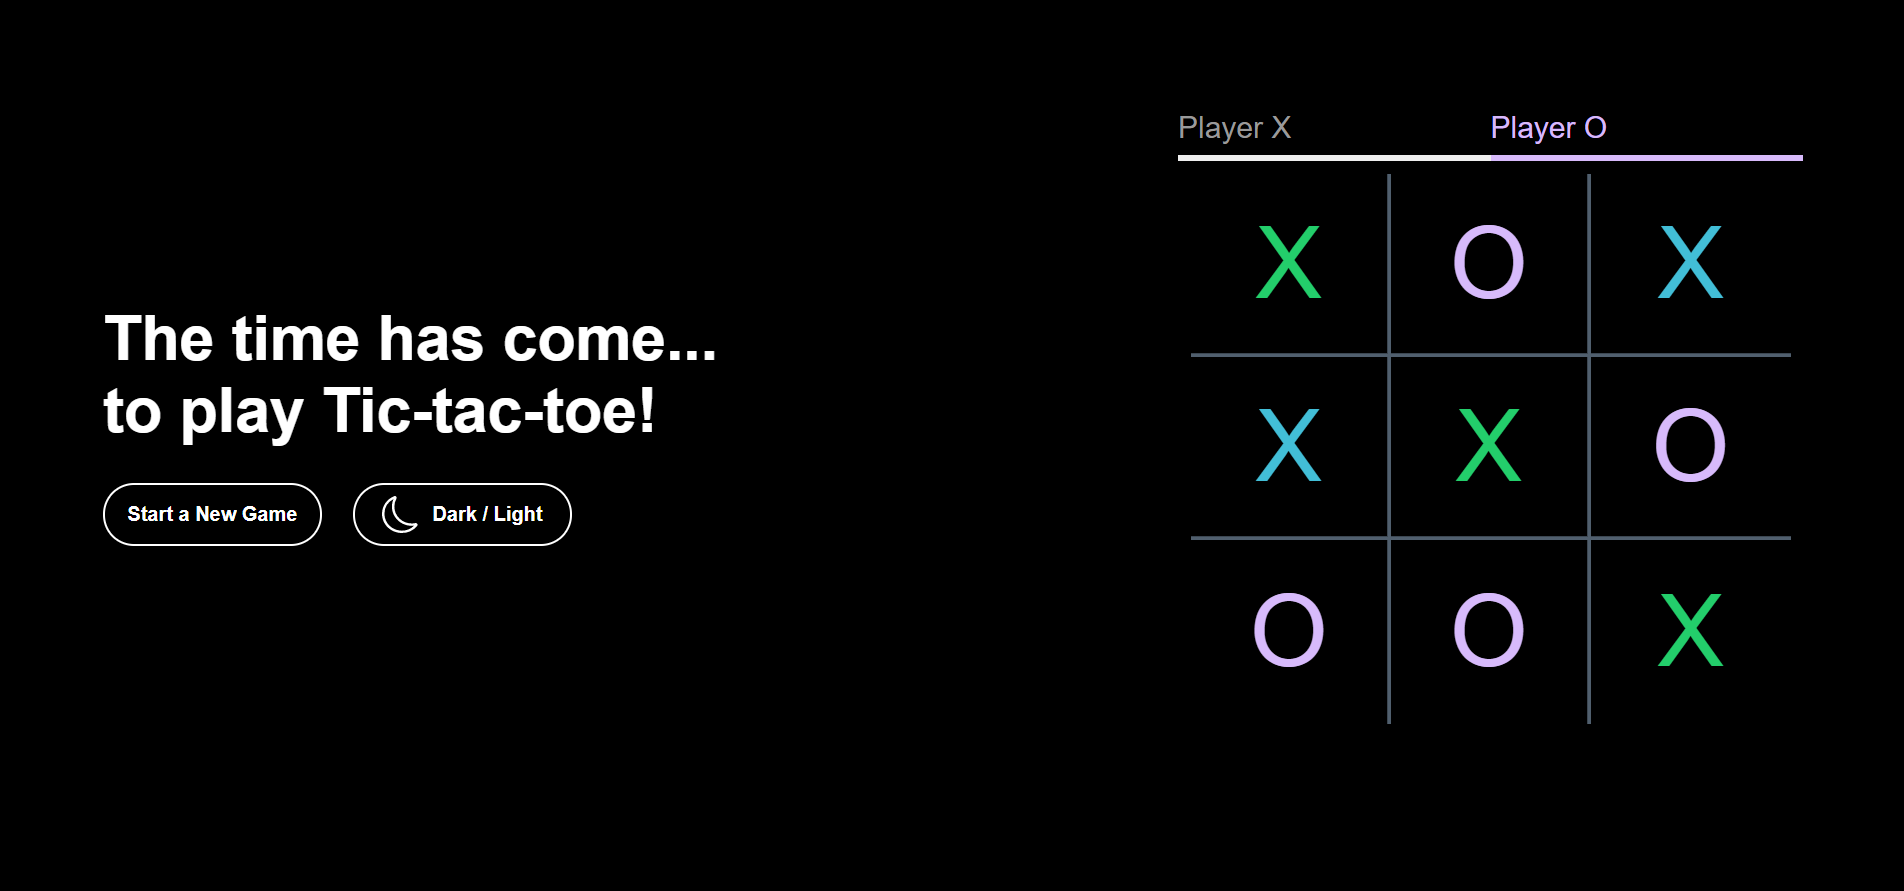 The time has come...
to play Tic-tac-toe!
Start a New Game
Dark / Light
Player X
Player O
X O X
X X O
O O X